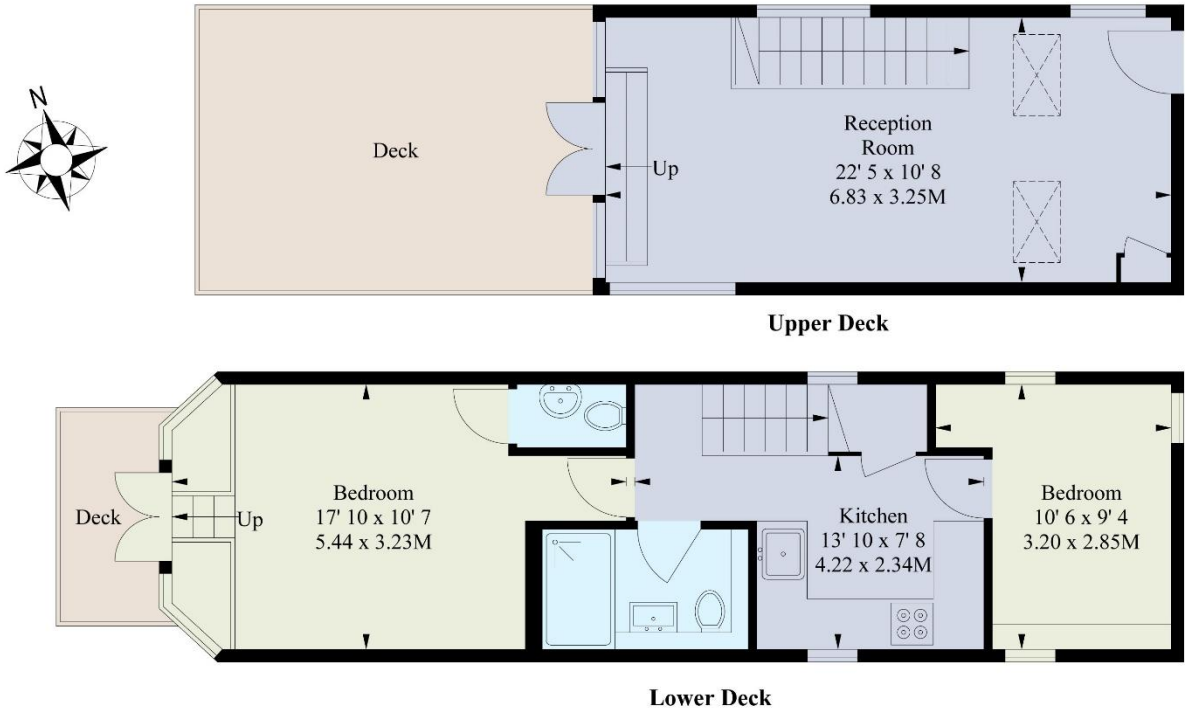 N
Deck
Reception
Room
22' 5 x 10' 8
6.83 x 3.25M
Up
Upper Deck
Deck
Up
Bedroom
17' 10 x 10' 7
5.44 x 3.23M
Kitchen
13' 10 x 7' 8
4.22 x 2.34M
Bedroom
10' 6 x 9' 4
3.20 x 2.85M
Lower Deck